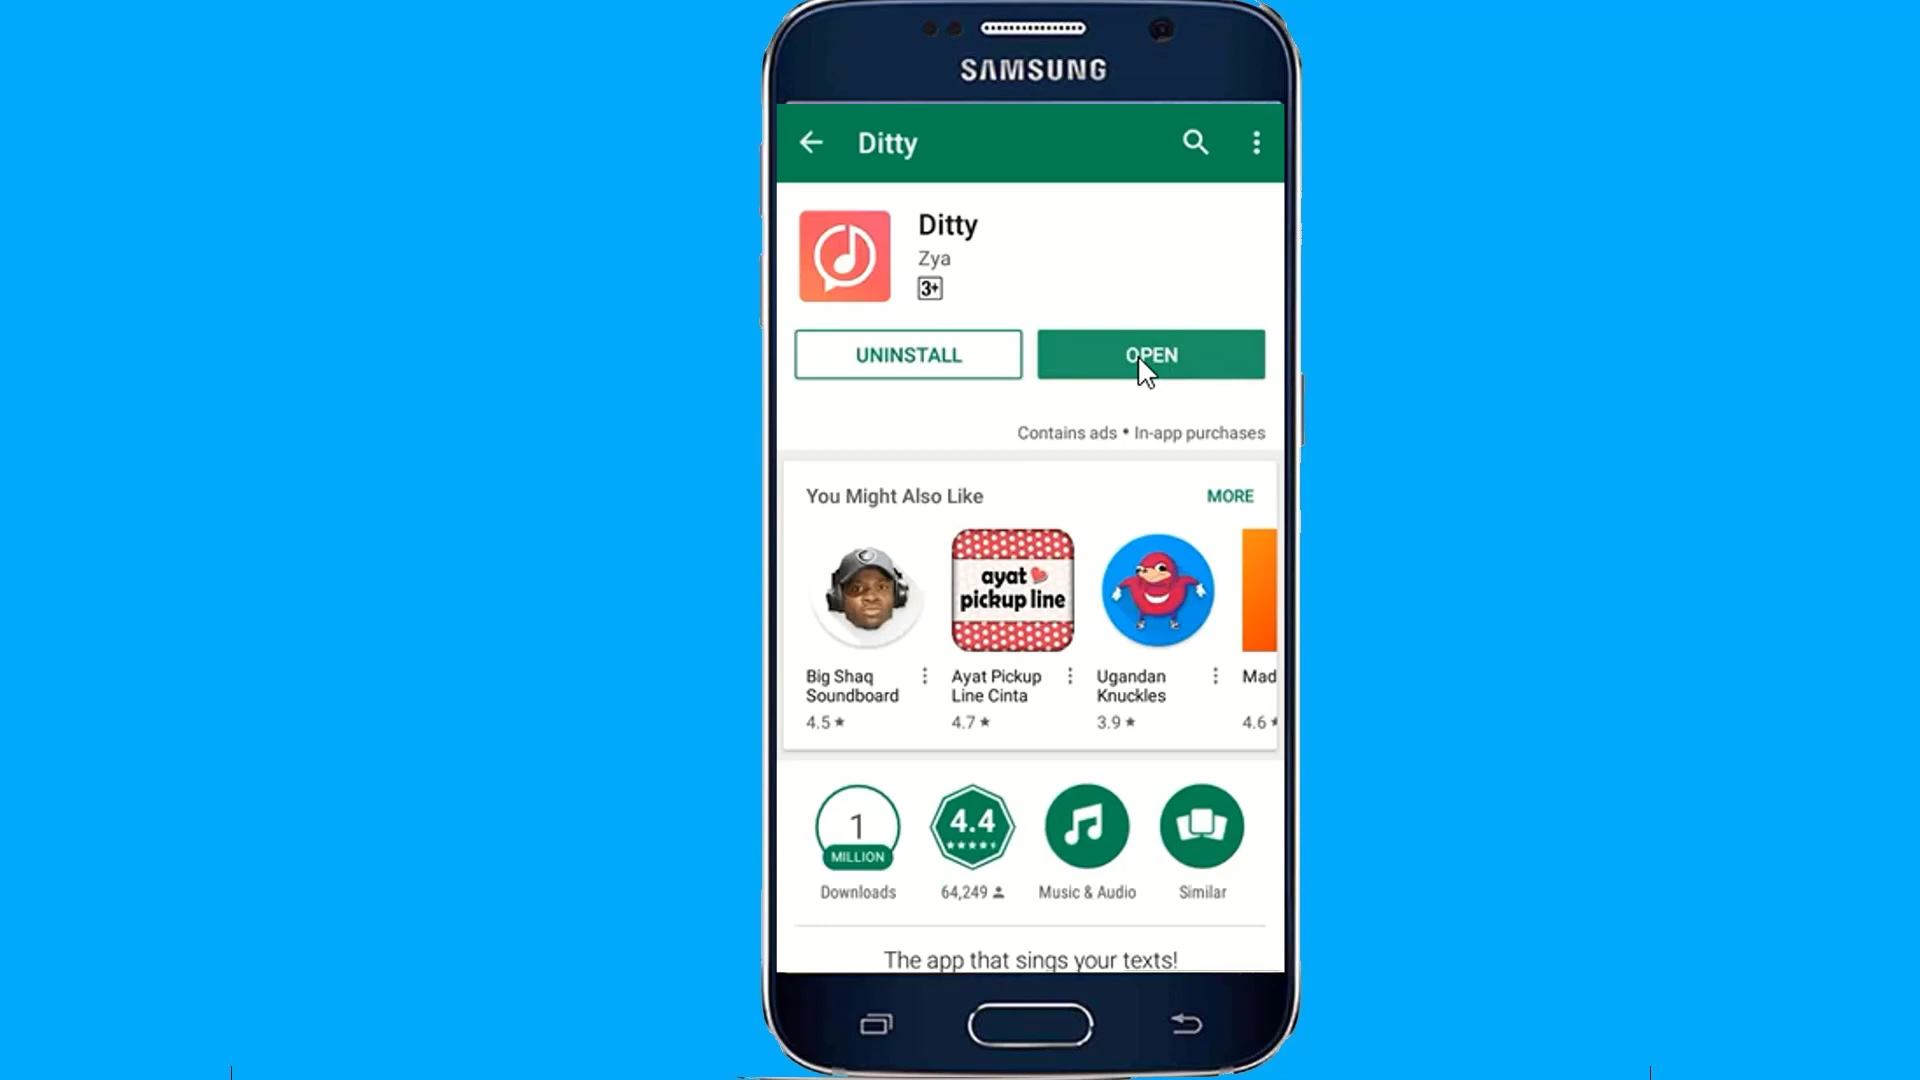 SAMSUNG
Ditty
Ditty
Zya
3+
UNINSTALL
OPEN
Contains ads • In-app purchases
You Might Also Like
MORE
ayat
pickup line
Big Shaq
Soundboard
4.5 ★
Ayat Pickup
Line Cinta
4.7 ★
Ugandan
Knuckles
3.9 ★
Mad
4.6 ★
1
MILLION
Downloads
4.4
64,249
Music & Audio
Similar
The app that sings your texts!